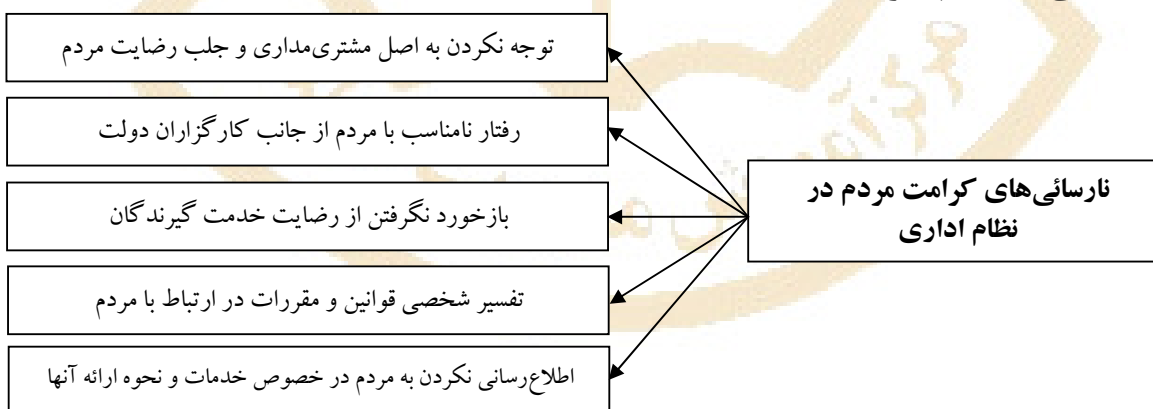 توجه نکردن به اصل مشتری‌مداری و جلب رضایت مردم
رفتار نامناسب با مردم از جانب کارگزاران دولت
نارسائی‌های کرامت مردم در
نظام اداری
بازخورد نگرفتن از رضایت خدمت گیرندگان
تفسیر شخصی قوانین و مقررات در ارتباط با مردم
اطلاع‌رسانی نکردن به مردم در خصوص خدمات و نحوه ارائه آنها